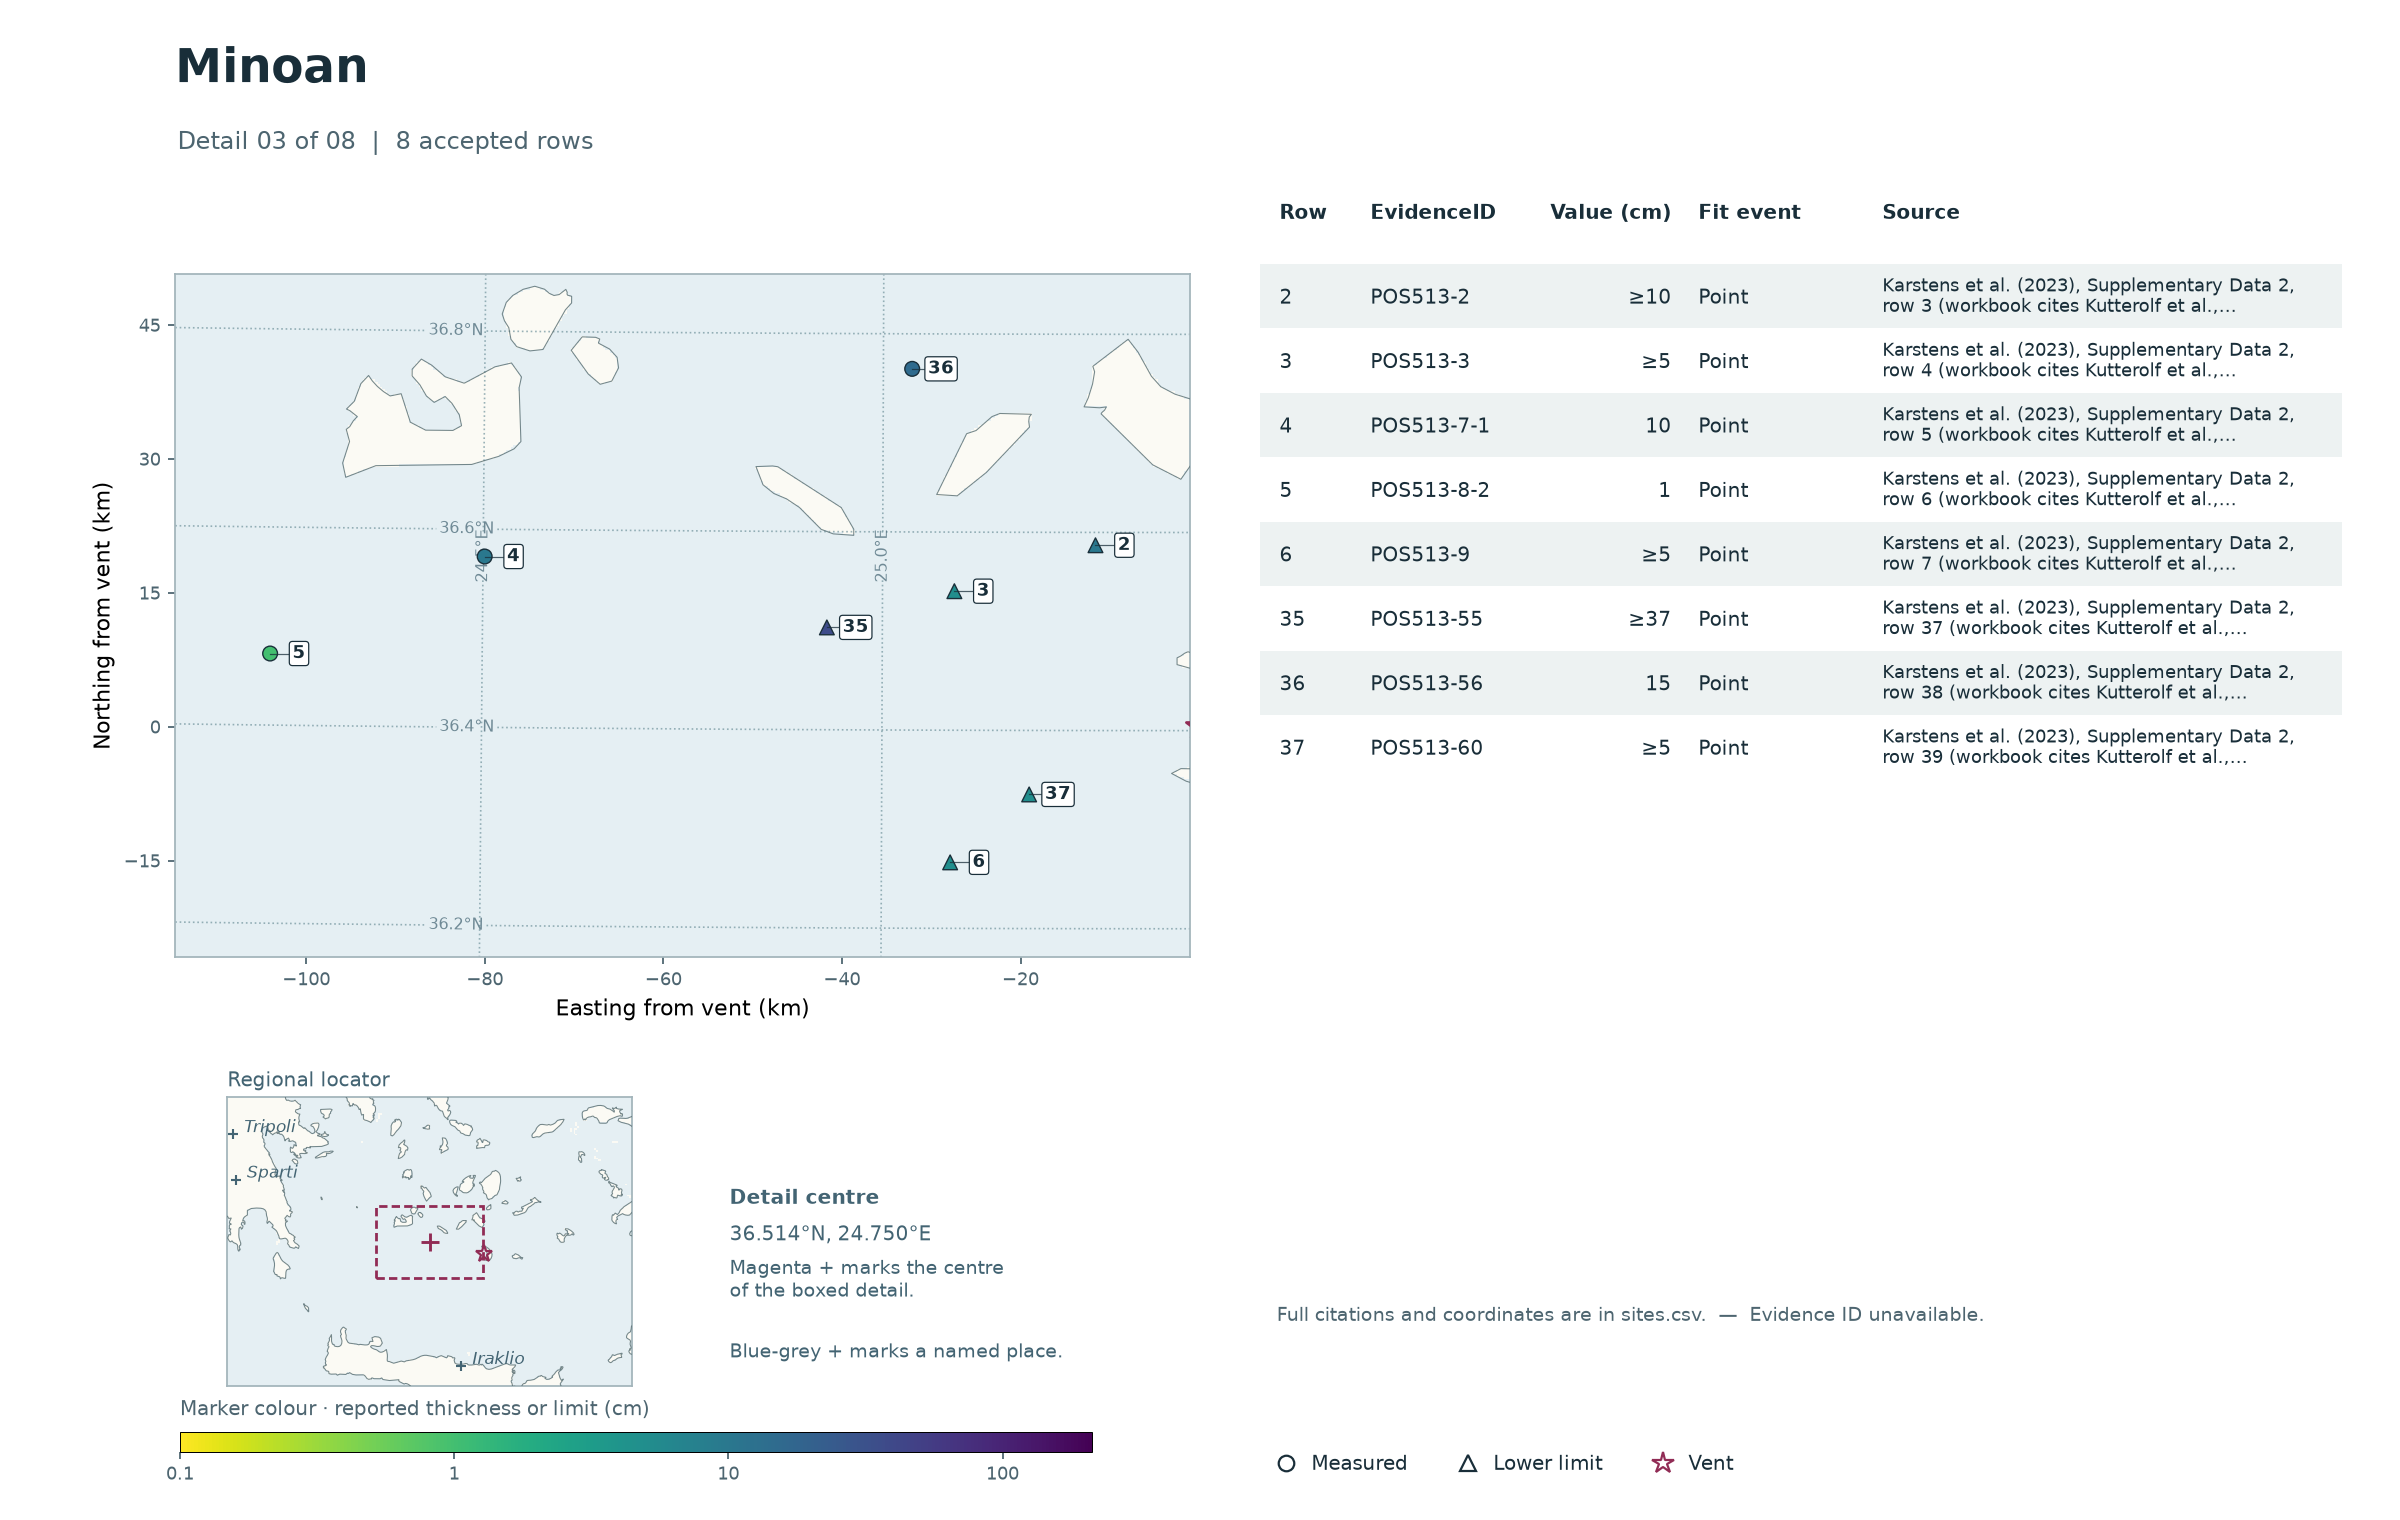 Minoan
Detail 03 of 08 | 8 accepted rows
Row EvidenceID Value (cm) Fit event Source
2 POS513-2 ≥10 Point Karstens et al. (2023), Supplementary Data 2,
row 3 (workbook cites Kutterolf et al.,...
3 POS513-3 ≥5 Point Karstens et al. (2023), Supplementary Data 2,
row 4 (workbook cites Kutterolf et al.,...
4 POS513-7-1 10 Point Karstens et al. (2023), Supplementary Data 2,
row 5 (workbook cites Kutterolf et al.,...
5 POS513-8-2 1 Point Karstens et al. (2023), Supplementary Data 2,
row 6 (workbook cites Kutterolf et al.,...
6 POS513-9 ≥5 Point Karstens et al. (2023), Supplementary Data 2,
row 7 (workbook cites Kutterolf et al.,...
35 POS513-55 ≥37 Point Karstens et al. (2023), Supplementary Data 2,
row 37 (workbook cites Kutterolf et al.,...
36 POS513-56 15 Point Karstens et al. (2023), Supplementary Data 2,
row 38 (workbook cites Kutterolf et al.,...
37 POS513-60 ≥5 Point Karstens et al. (2023), Supplementary Data 2,
row 39 (workbook cites Kutterolf et al.,...
Northing from vent (km)
45
30
15
0
−15
36.8°N
36.6°N
36.4°N
36.2°N
25.0°E
36
4
2
3
35
5
37
6
−100 −80 −60 −40 −20
Easting from vent (km)
Regional locator
Tripoli
Sparti
Iraklio
Detail centre
36.514°N, 24.750°E
Magenta + marks the centre
of the boxed detail.
Blue-grey + marks a named place.
Full citations and coordinates are in sites.csv. — Evidence ID unavailable.
Marker colour · reported thickness or limit (cm)
0.1 1 10 100
Measured Lower limit Vent